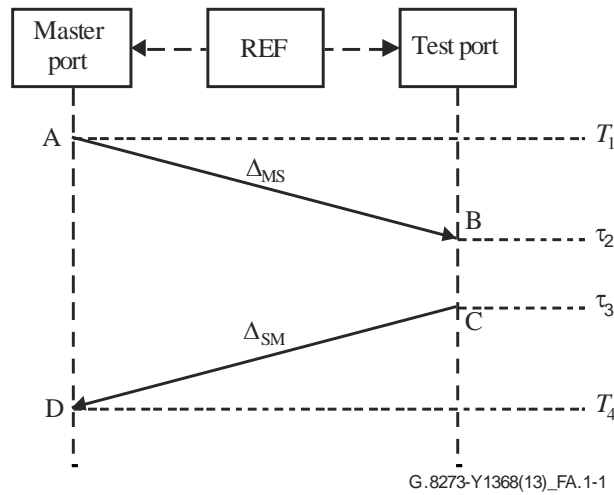 Master
port
REF
Test port
A
T1
ΔMS
B
τ2
τ3
C
ΔSM
D
T4
G.8273-Y1368(13)_FA.1-1